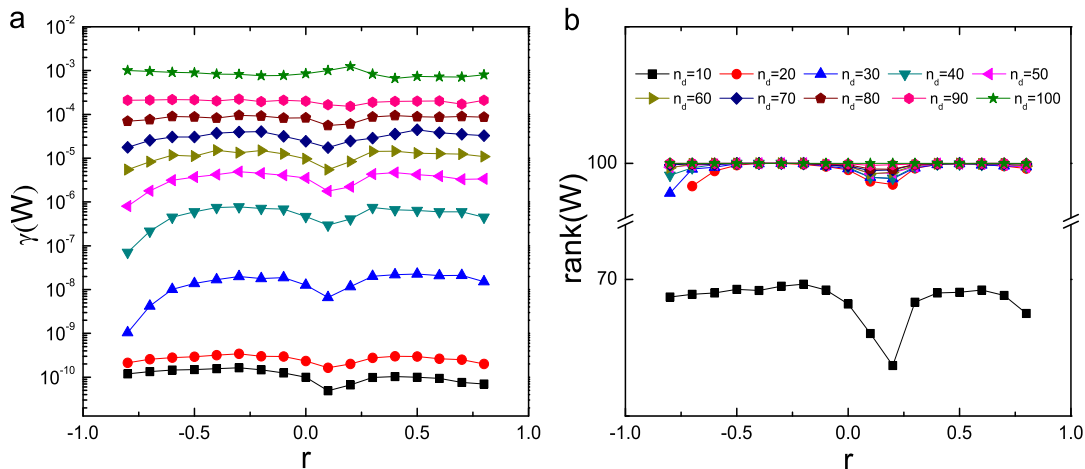 a
b
10^-2
10^-3
10^-4
10^-5
10^-6
10^-7
10^-8
10^-9
10^-10
γ(W)
-1.0 -0.5 0.0 0.5 1.0
r
n_d=10 n_d=20 n_d=30 n_d=40 n_d=50
n_d=60 n_d=70 n_d=80 n_d=90 n_d=100
100
70
rank(W)
-1.0 -0.5 0.0 0.5 1.0
r